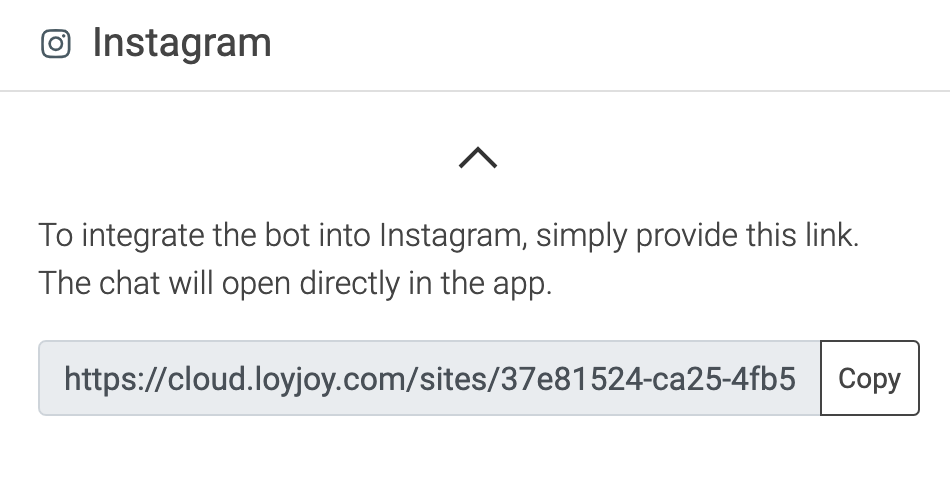 Instagram
To integrate the bot into Instagram, simply provide this link.
The chat will open directly in the app.
https://cloud.loyjoy.com/sites/37e81524-ca25-4fb5
Copy